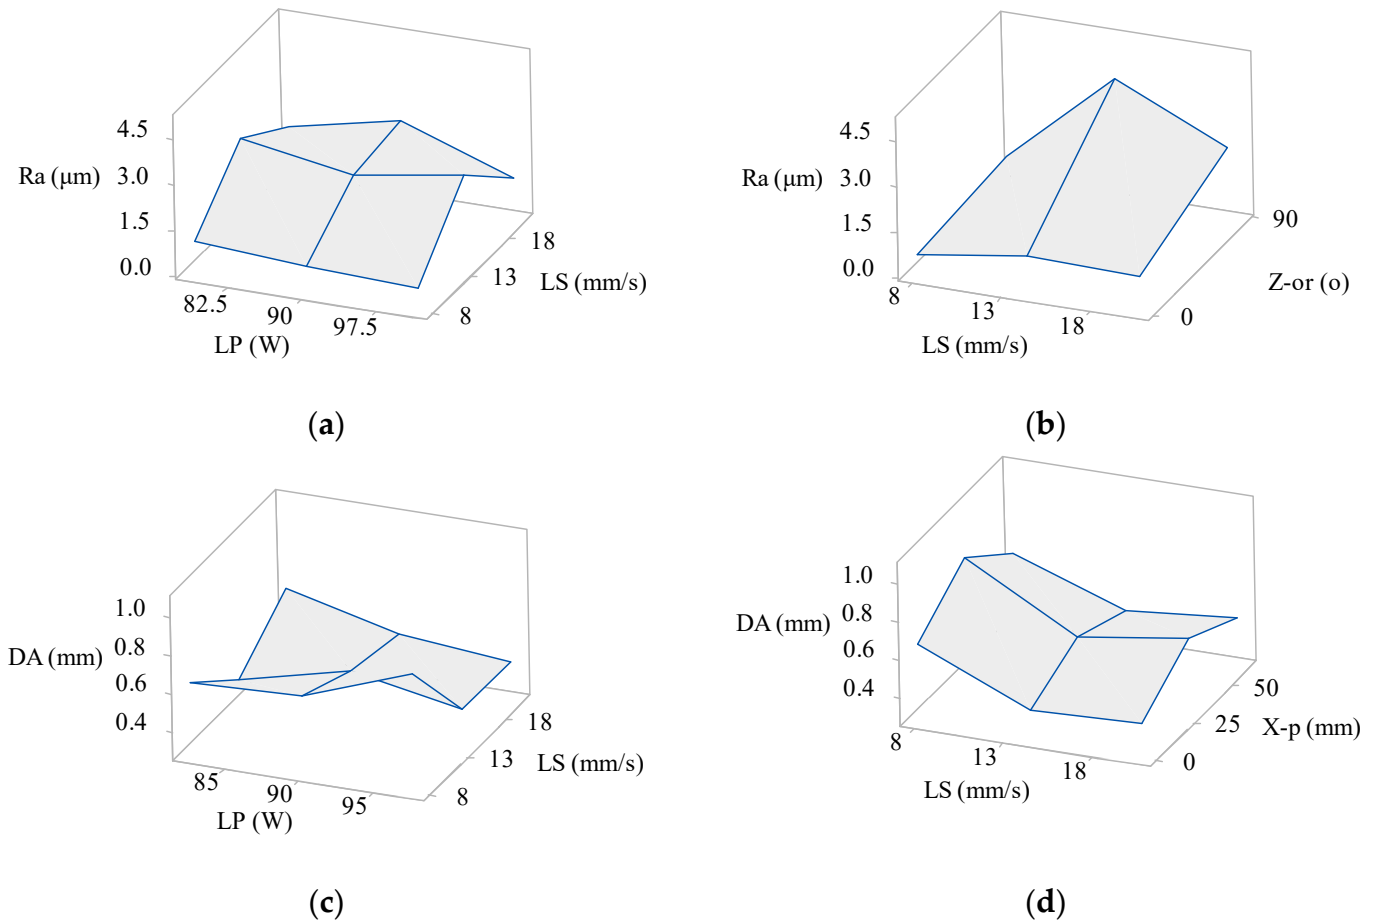 4.5
Ra (μm)
3.0
1.5
0.0
82.5
90
97.5
LP (W)
18
13
LS (mm/s)
8
(a)
4.5
Ra (μm)
3.0
1.5
0.0
8
13
18
LS (mm/s)
90
Z-or (o)
0
(b)
1.0
0.8
DA (mm)
0.6
0.4
85
90
95
LP (W)
18
13
LS (mm/s)
8
(c)
1.0
0.8
DA (mm)
0.6
0.4
8
13
18
LS (mm/s)
50
25
X-p (mm)
0
(d)